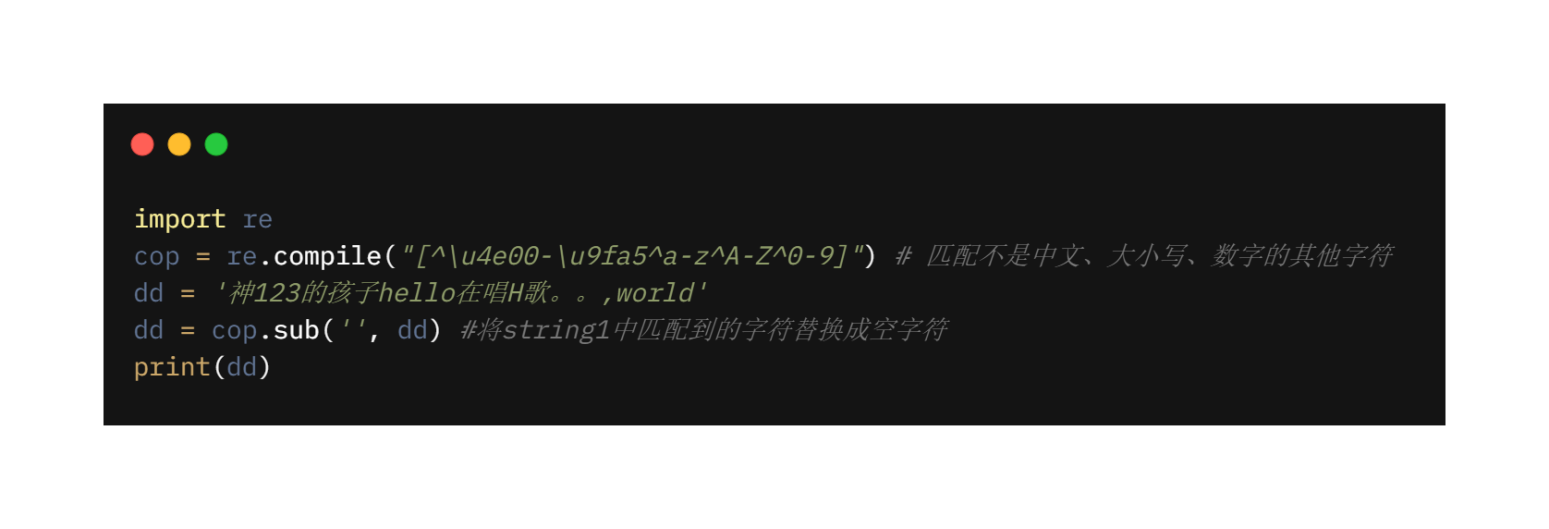 import re
cop = re.compile("[^\u4e00-\u9fa5^a-z^A-Z^0-9]") # 匹配不是中文、大小写、数字的其他字符
dd = '神123的孩子hello在唱H歌。。,world'
dd = cop.sub('', dd) #将string1中匹配到的字符替换成空字符
print(dd)